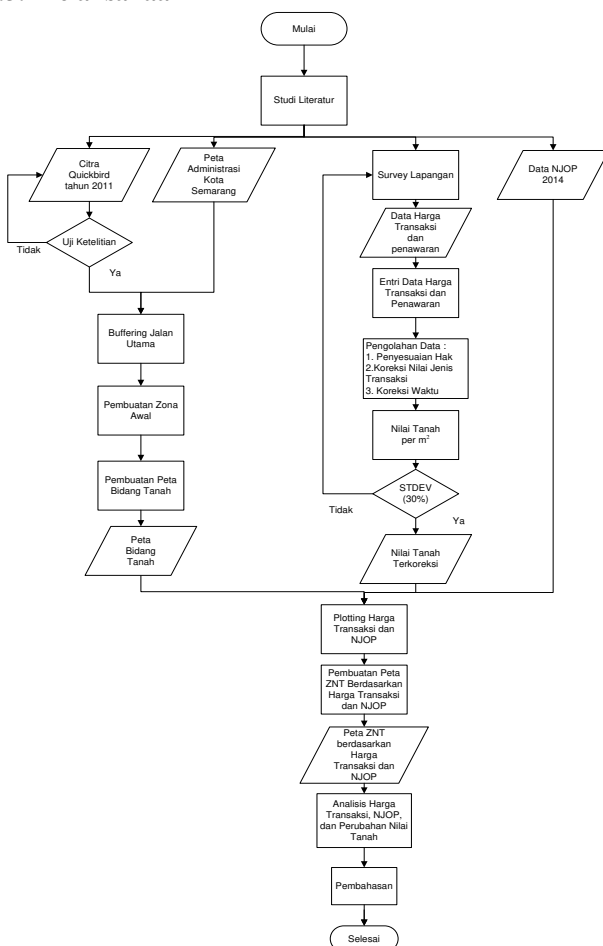 Mulai
Studi Literatur
Citra
Quickbird
tahun 2011
Peta
Administrasi
Kota
Semarang
Survey Lapangan
Data NJOP
2014
Uji Ketelitian
Tidak
Ya
Data Harga
Transaksi
dan
penawaran
Entri Data Harga
Transaksi dan
Penawaran
Buffering Jalan
Utama
Pengolahan Data :
1. Penyesuaian Hak
2.Koreksi Nilai Jenis
Transaksi
3. Koreksi Waktu
Pembuatan Zona
Awal
Nilai Tanah
per m²
Pembuatan Peta
Bidang Tanah
STDEV
(30%)
Tidak
Ya
Peta
Bidang
Tanah
Nilai Tanah
Terkoreksi
Plotting Harga
Transaksi dan
NJOP
Pembuatan Peta
ZNT Berdasarkan
Harga Transaksi
dan NJOP
Peta ZNT
berdasarkan
Harga
Transaksi dan
NJOP
Analisis Harga
Transaksi, NJOP,
dan Perubahan Nilai
Tanah
Pembahasan
Selesai